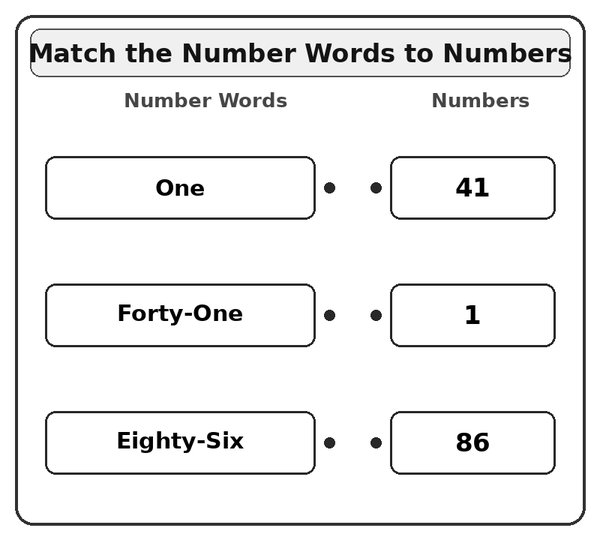 Match the Number Words to Numbers
Number Words Numbers
One 41
Forty-One 1
Eighty-Six 86